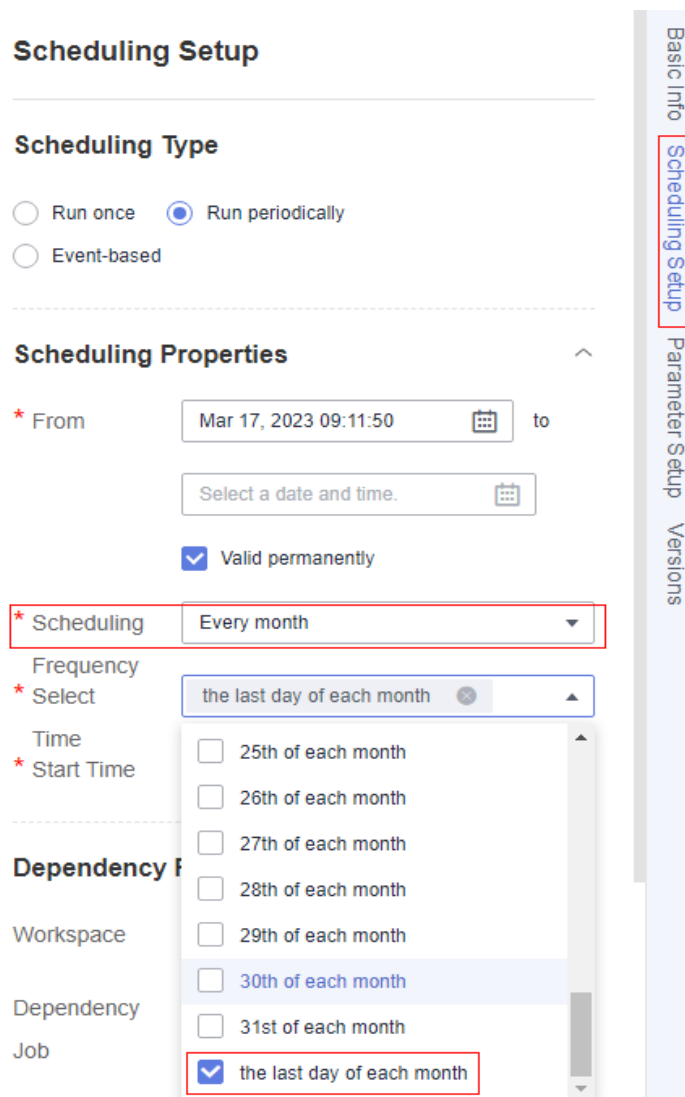 Scheduling Setup
Scheduling Type
Run once
Run periodically
Event-based
Scheduling Properties
* From
Mar 17, 2023 09:11:50
to
Select a date and time.
Valid permanently
* Scheduling
Frequency
Every month
* Select
Time
the last day of each month
* Start Time
25th of each month
26th of each month
27th of each month
28th of each month
29th of each month
30th of each month
31st of each month
the last day of each month
Dependency
Workspace
Dependency
Job
Basic Info
Scheduling Setup
Parameter Setup
Versions